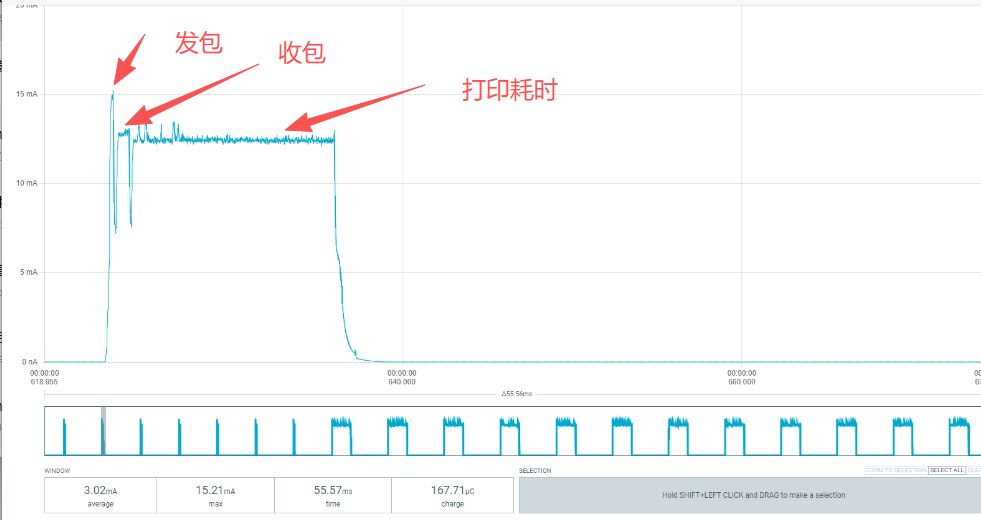 20 mA
发包
收包
打印耗时
15 mA
10 mA
5 mA
0 nA
00:00:00
618.955
00:00:00
640.000
00:00:00
660.000
Δ55.56ms
WINDOW
SELECTION
ZOOM TO SELECTION
SELECT ALL
3.02mA
average
15.21mA
max
55.57ms
time
167.71μC
charge
Hold SHIFT+LEFT CLICK and DRAG to make a selection